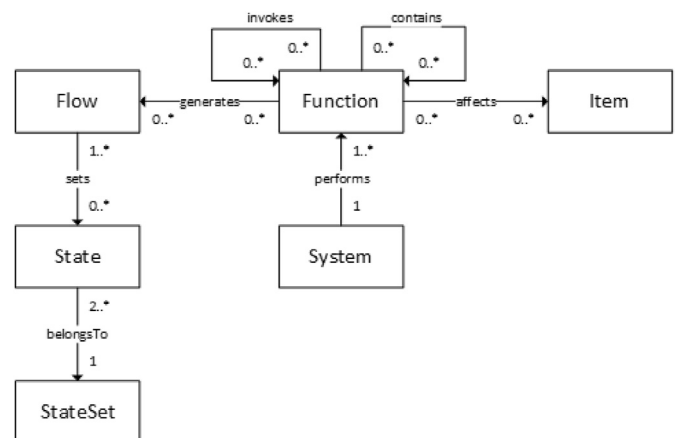 invokes
contains
0..*
0..*
0..*
0..*
Flow
generates
Function
affects
Item
0..*
0..*
0..*
0..*
1..*
1..*
sets
performs
0..*
1
State
System
2..*
belongsTo
1
StateSet